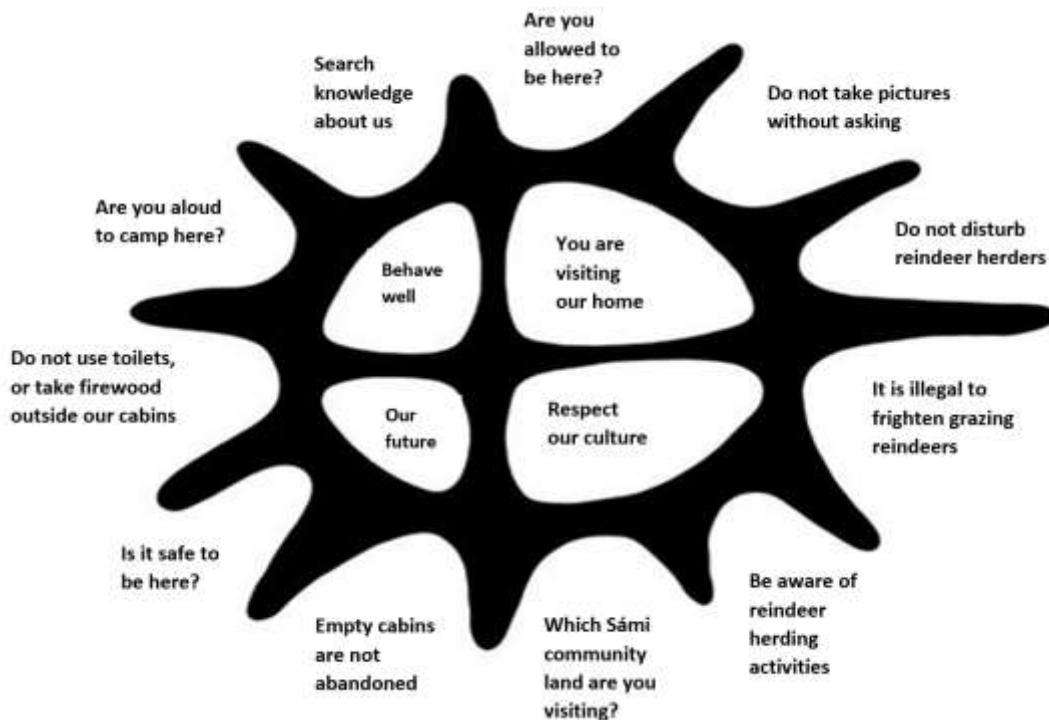 Are you
allowed to
be here?
Search
knowledge
about us
Do not take pictures
without asking
Are you aloud
to camp here?
Do not disturb
reindeer herders
Behave
well
You are
visiting
our home
Do not use toilets,
or take firewood
outside our cabins
Our
future
Respect
our culture
It is illegal to
frighten grazing
reindeers
Is it safe to
be here?
Empty cabins
are not
abandoned
Which Sámi
community
land are you
visiting?
Be aware of
reindeer
herding
activities